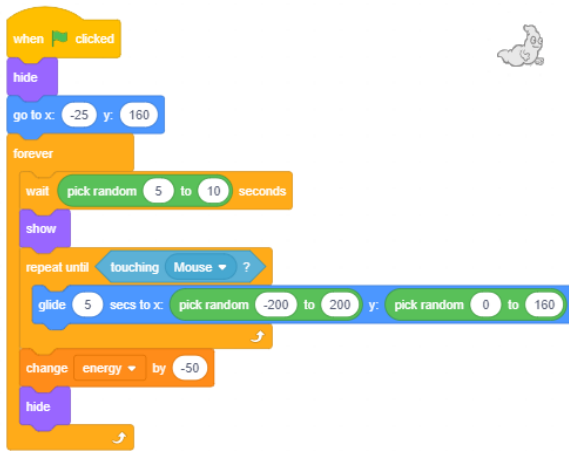 when clicked
hide
go to x: -25 y: 160
forever
wait pick random 5 to 10 seconds
show
repeat until touching Mouse ?
glide 5 secs to x: pick random -200 to 200 y: pick random 0 to 160
change energy by -50
hide